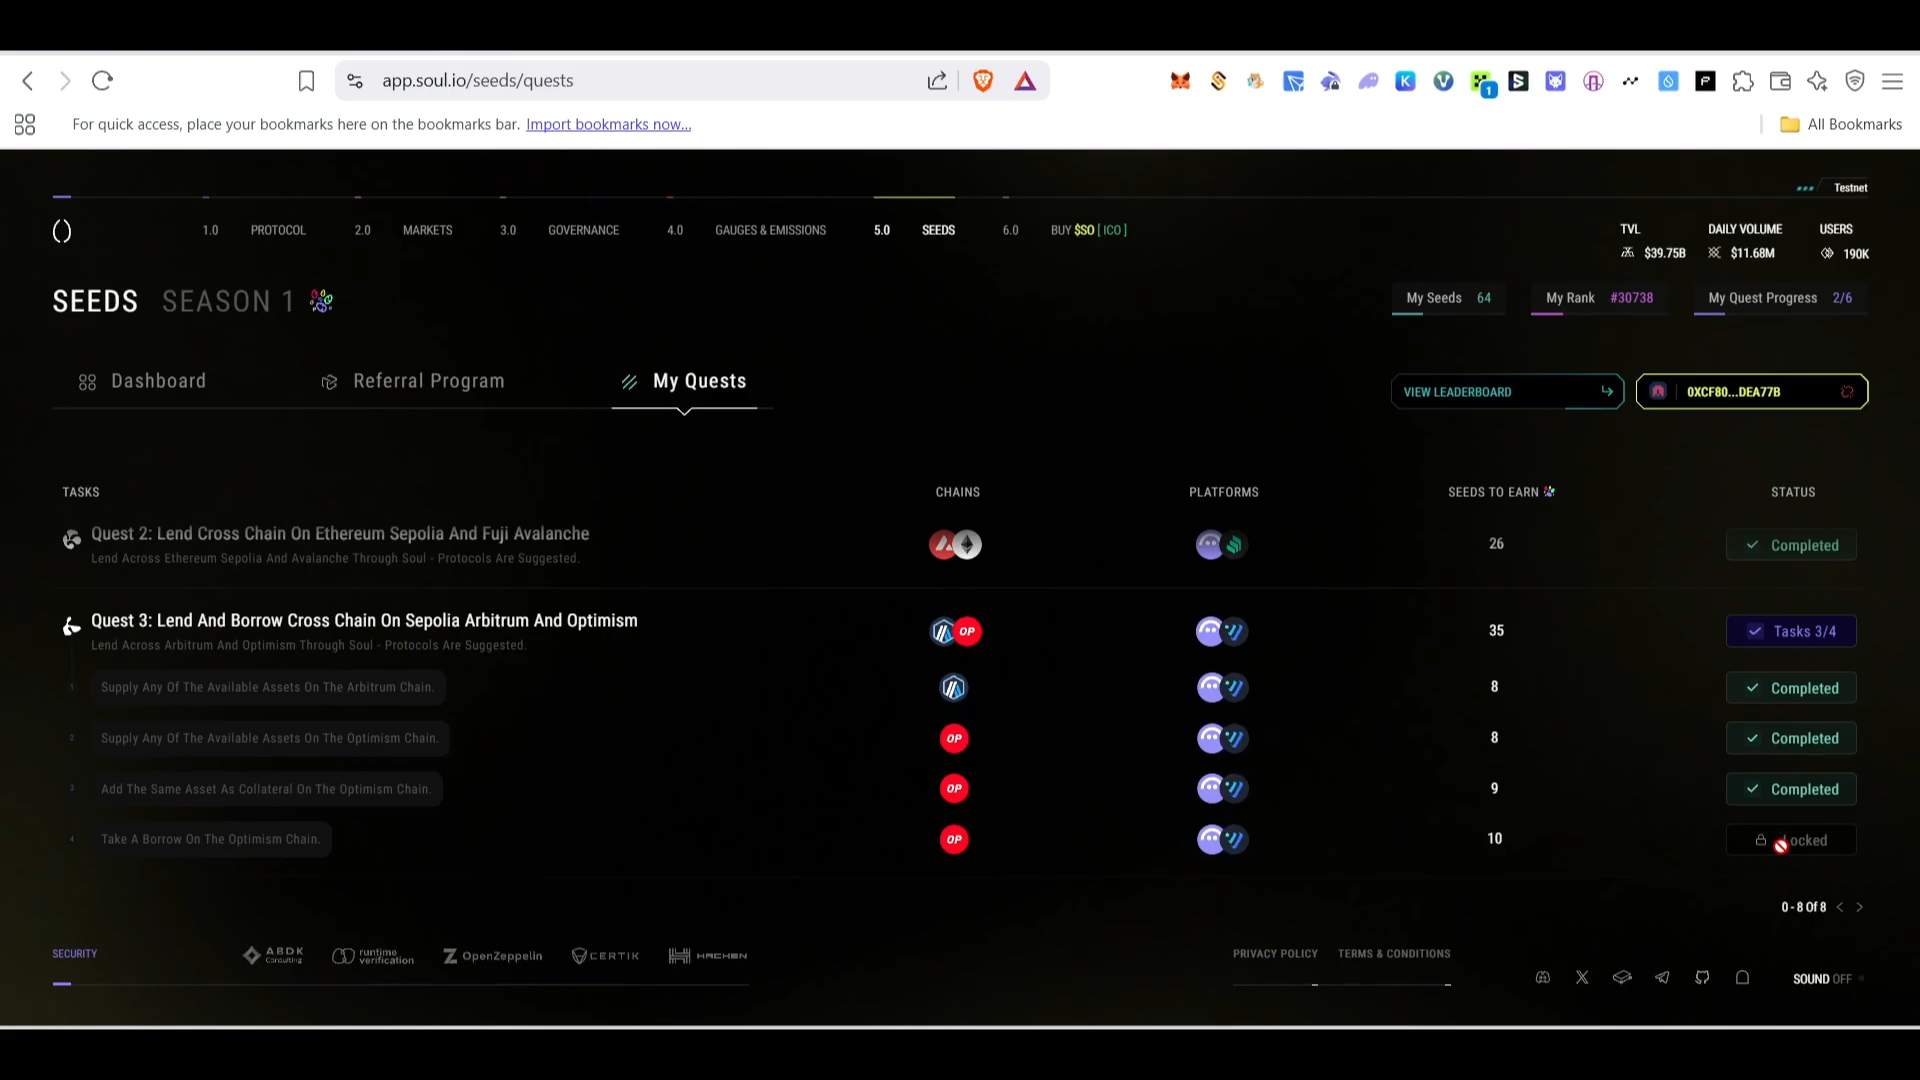 app.soul.io/seeds/quests
1
For quick access, place your bookmarks here on the bookmarks bar. Import bookmarks now...
All Bookmarks
Testnet
1.0 PROTOCOL 2.0 MARKETS 3.0 GOVERNANCE 4.0 GAUGES & EMISSIONS 5.0 SEEDS 6.0 BUY $SO [ ICO ]
TVL DAILY VOLUME USERS
$39.75B $11.68M 190K
SEEDS SEASON 1
My Seeds 64 My Rank #30738 My Quest Progress 2/6
Dashboard Referral Program My Quests
VIEW LEADERBOARD 0XCF80...DEA77B
TASKS CHAINS PLATFORMS SEEDS TO EARN STATUS
Quest 2: Lend Cross Chain On Ethereum Sepolia And Fuji Avalanche
Lend Across Ethereum Sepolia And Avalanche Through Soul - Protocols Are Suggested.
26 Completed
Quest 3: Lend And Borrow Cross Chain On Sepolia Arbitrum And Optimism
Lend Across Arbitrum And Optimism Through Soul - Protocols Are Suggested.
OP 35 Tasks 3/4
1 Supply Any Of The Available Assets On The Arbitrum Chain. 8 Completed
2 Supply Any Of The Available Assets On The Optimism Chain. OP 8 Completed
3 Add The Same Asset As Collateral On The Optimism Chain. OP 9 Completed
4 Take A Borrow On The Optimism Chain. OP 10 ocked
0 - 8 Of 8
SECURITY
ABDK Consulting
runtime verification
OpenZeppelin
CERTIK
HACKEN
PRIVACY POLICY TERMS & CONDITIONS
SOUND OFF